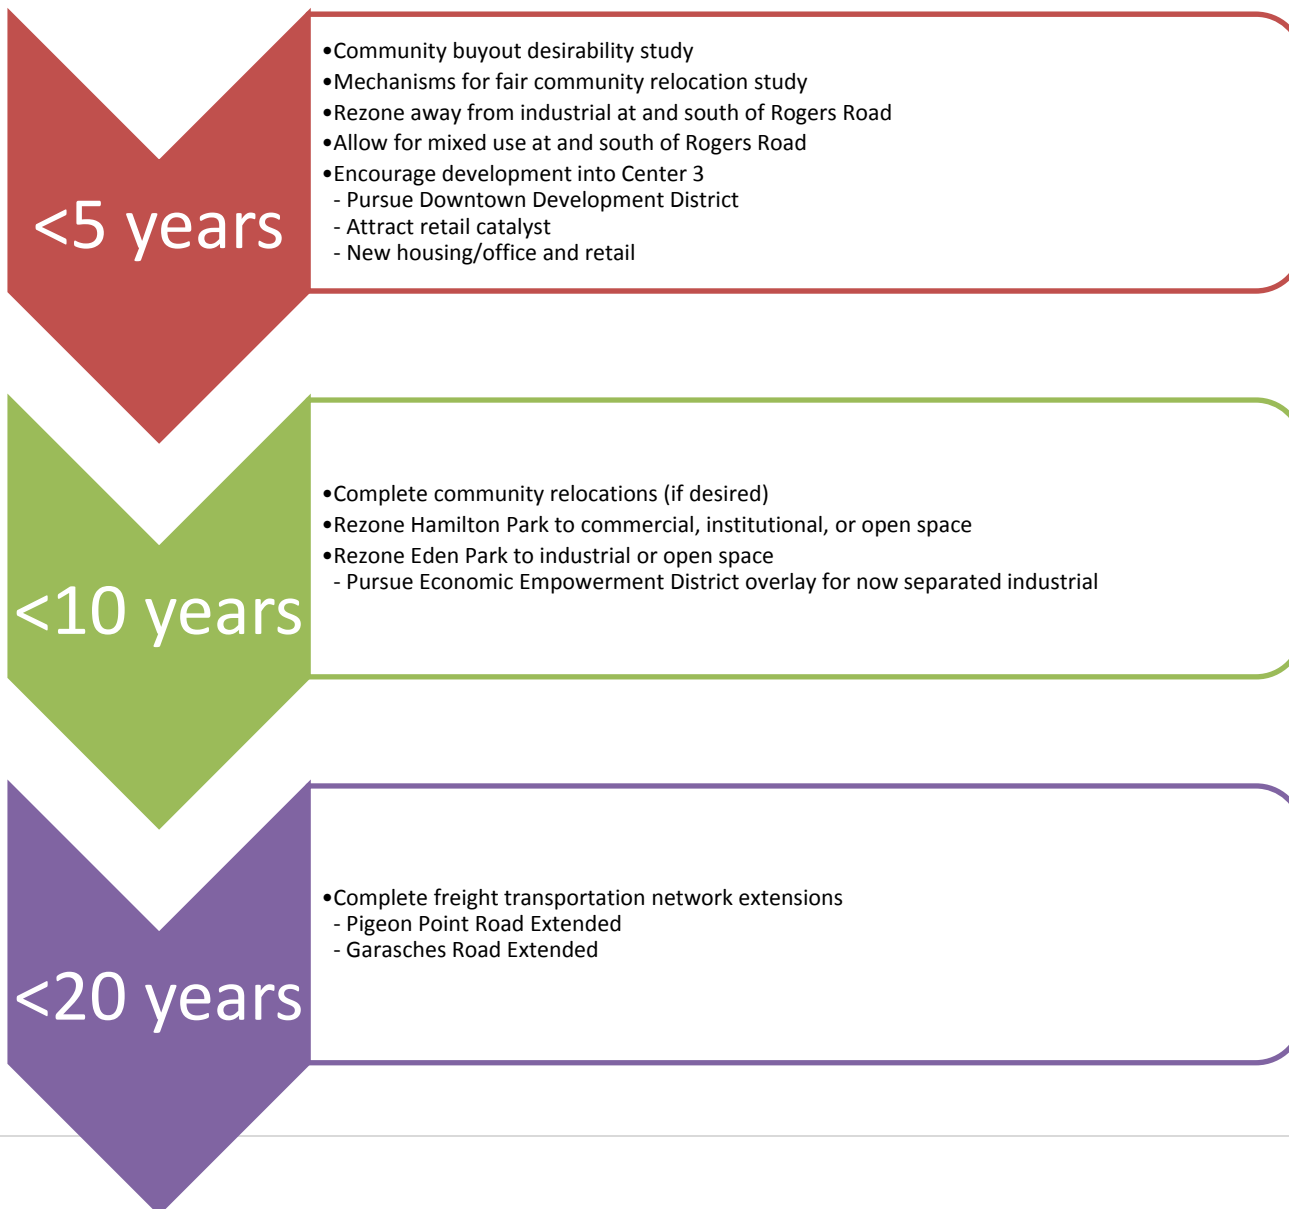 <5 years
•Community buyout desirability study
•Mechanisms for fair community relocation study
•Rezone away from industrial at and south of Rogers Road
•Allow for mixed use at and south of Rogers Road
•Encourage development into Center 3
- Pursue Downtown Development District
- Attract retail catalyst
- New housing/office and retail
<10 years
•Complete community relocations (if desired)
•Rezone Hamilton Park to commercial, institutional, or open space
•Rezone Eden Park to industrial or open space
- Pursue Economic Empowerment District overlay for now separated industrial
<20 years
•Complete freight transportation network extensions
- Pigeon Point Road Extended
- Garasches Road Extended